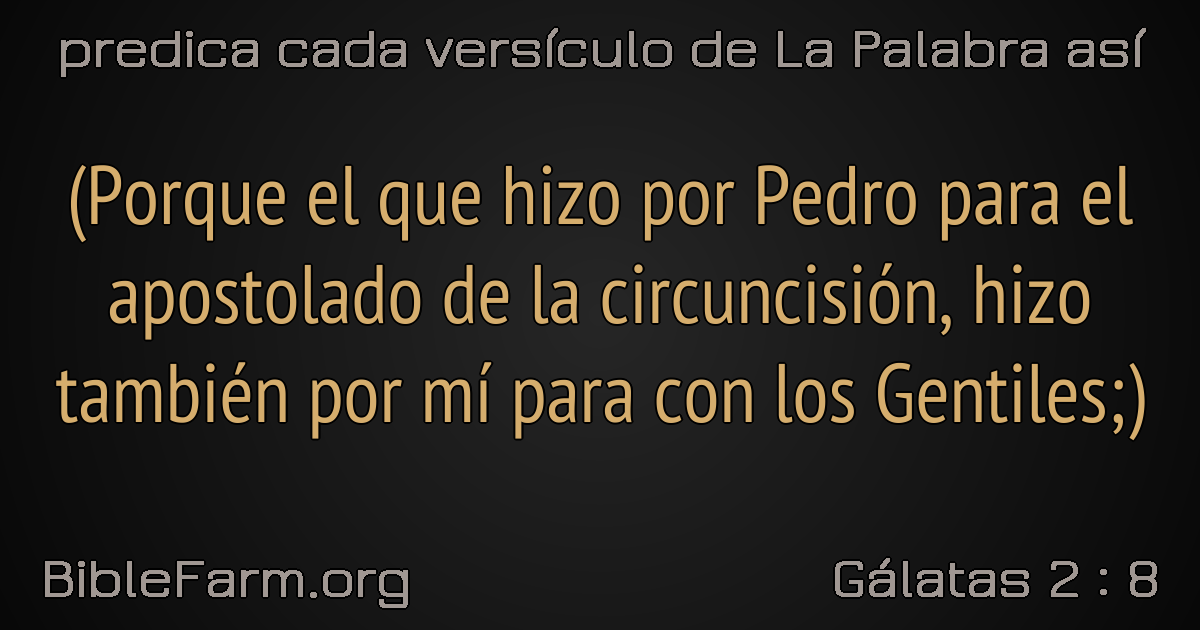 predica cada versículo de La Palabra así
(Porque el que hizo por Pedro para el
apostolado de la circuncisión, hizo
también por mí para con los Gentiles;)
BibleFarm.org
Gálatas 2 : 8